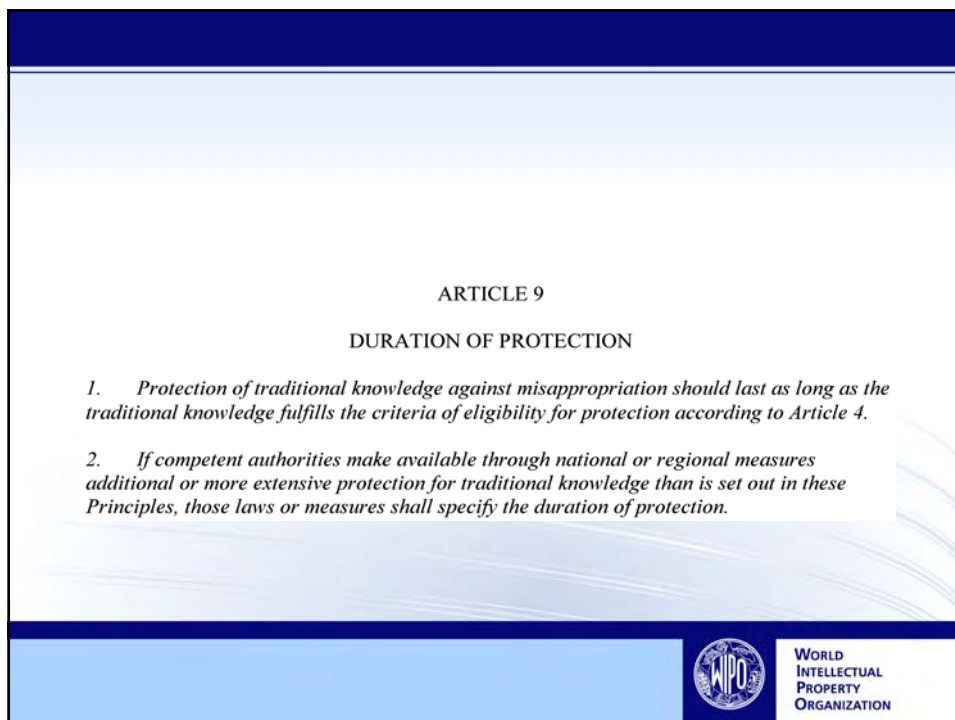 ARTICLE 9
DURATION OF PROTECTION
1. Protection of traditional knowledge against misappropriation should last as long as the
traditional knowledge fulfills the criteria of eligibility for protection according to Article 4.
2. If competent authorities make available through national or regional measures
additional or more extensive protection for traditional knowledge than is set out in these
Principles, those laws or measures shall specify the duration of protection.
WIPO
WORLD
INTELLECTUAL
PROPERTY
ORGANIZATION